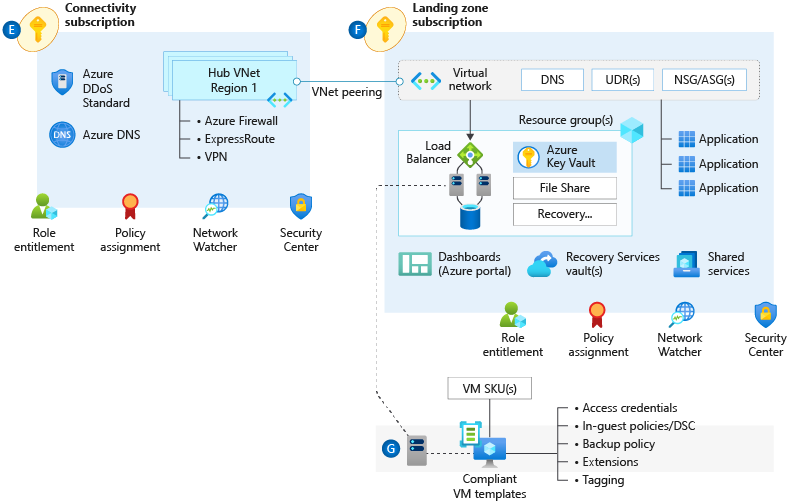 E
Connectivity
subscription
Azure
DDoS
Standard
DNS
Azure DNS
Hub VNet
Region 1
• Azure Firewall
• ExpressRoute
• VPN
VNet peering
Role
entitlement
Policy
assignment
Network
Watcher
Security
Center
F
Landing zone
subscription
Virtual
network
DNS
UDR(s)
NSG/ASG(s)
Resource group(s)
Load
Balancer
Azure
Key Vault
File Share
Recovery...
Application
Application
Application
Dashboards
(Azure portal)
Recovery Services
vault(s)
Shared
services
Role
entitlement
Policy
assignment
Network
Watcher
Security
Center
VM SKU(s)
G
Compliant
VM templates
• Access credentials
• In-guest policies/DSC
• Backup policy
• Extensions
• Tagging